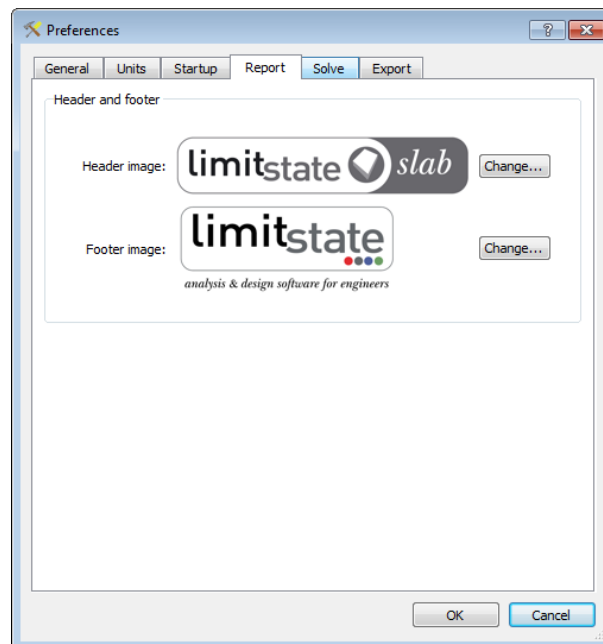 Preferences
General Units Startup Report Solve Export
Header and footer
Header image: limitstate slab Change...
Footer image: limitstate Change...
analysis & design software for engineers
OK Cancel